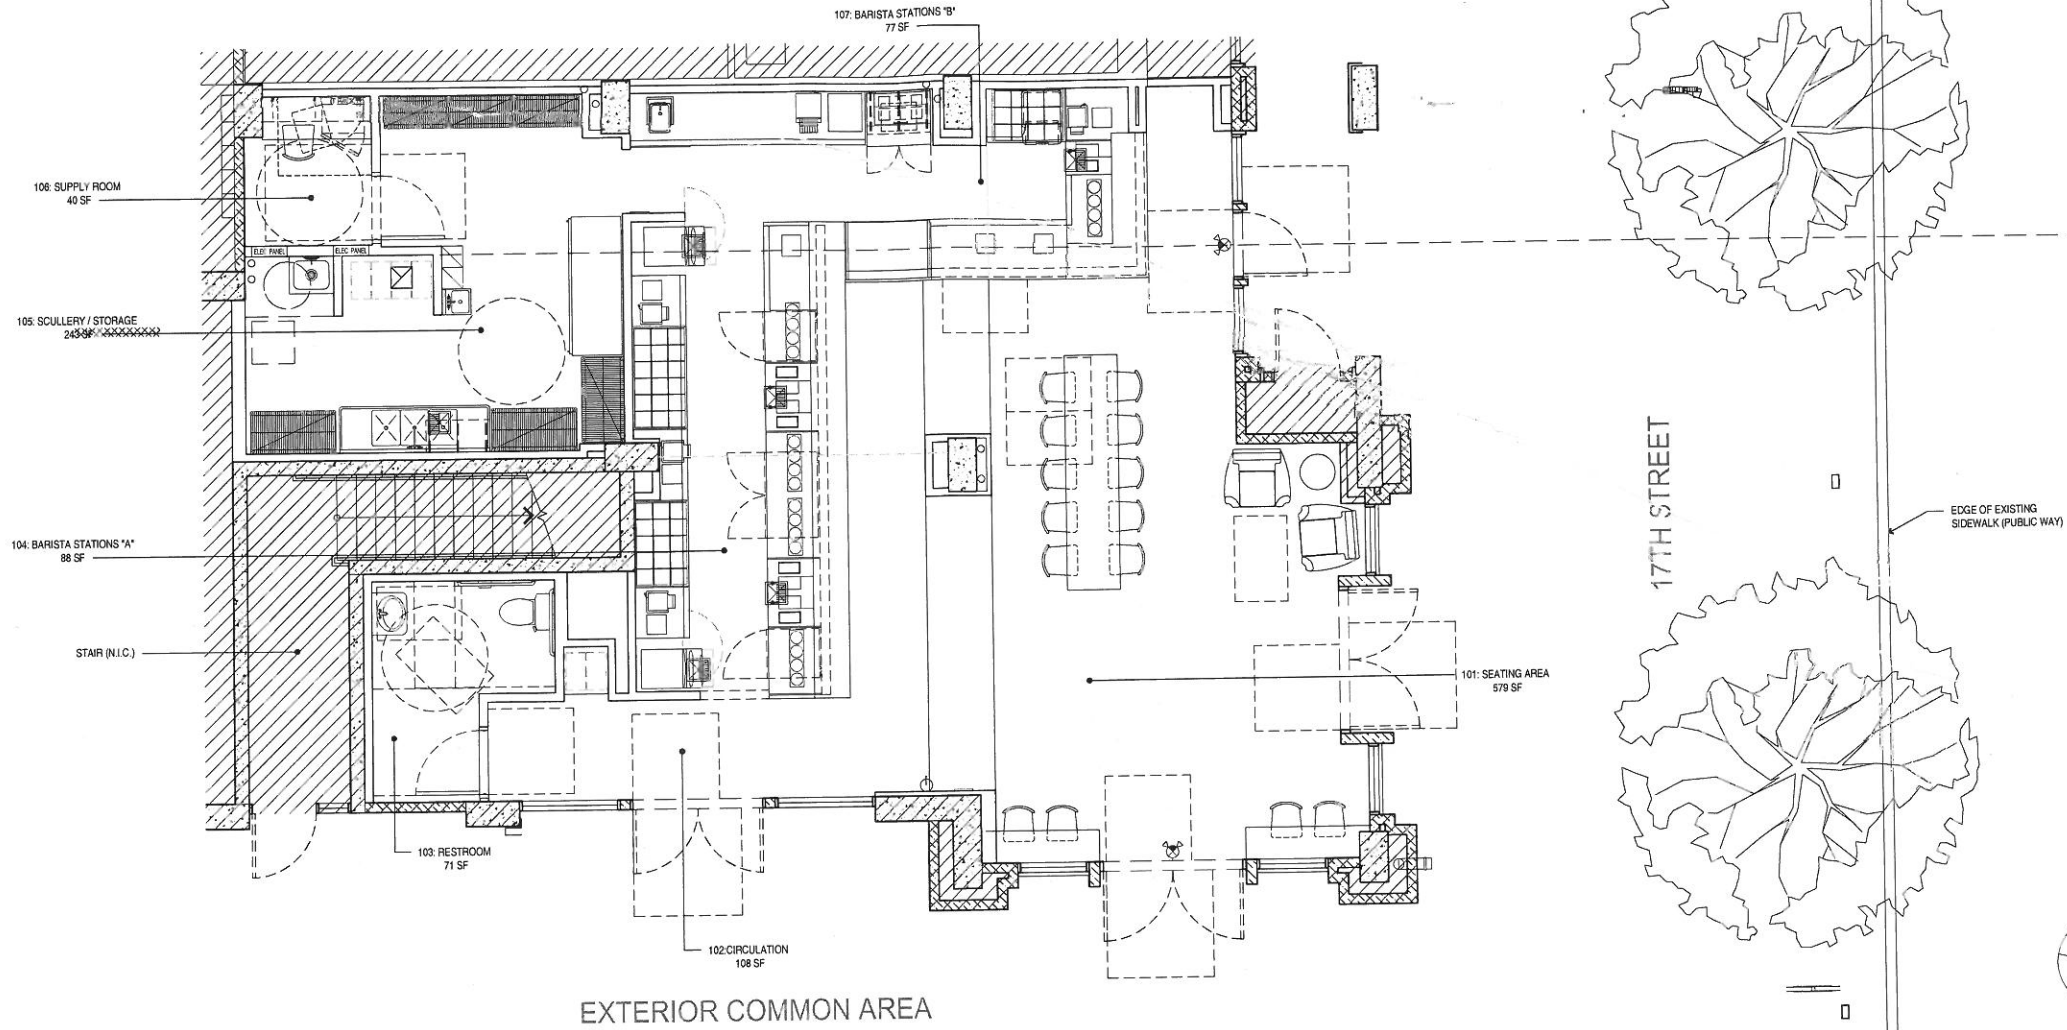 107: BARISTA STATIONS "B"
77 SF
106: SUPPLY ROOM
40 SF
ELEC PANEL
ELEC PANEL
105: SCULLERY / STORAGE
243 SF
104: BARISTA STATIONS "A"
88 SF
STAIR (N.I.C.)
17TH STREET
EDGE OF EXISTING
SIDEWALK (PUBLIC WAY)
101: SEATING AREA
579 SF
103: RESTROOM
71 SF
102:CIRCULATION
108 SF
EXTERIOR COMMON AREA